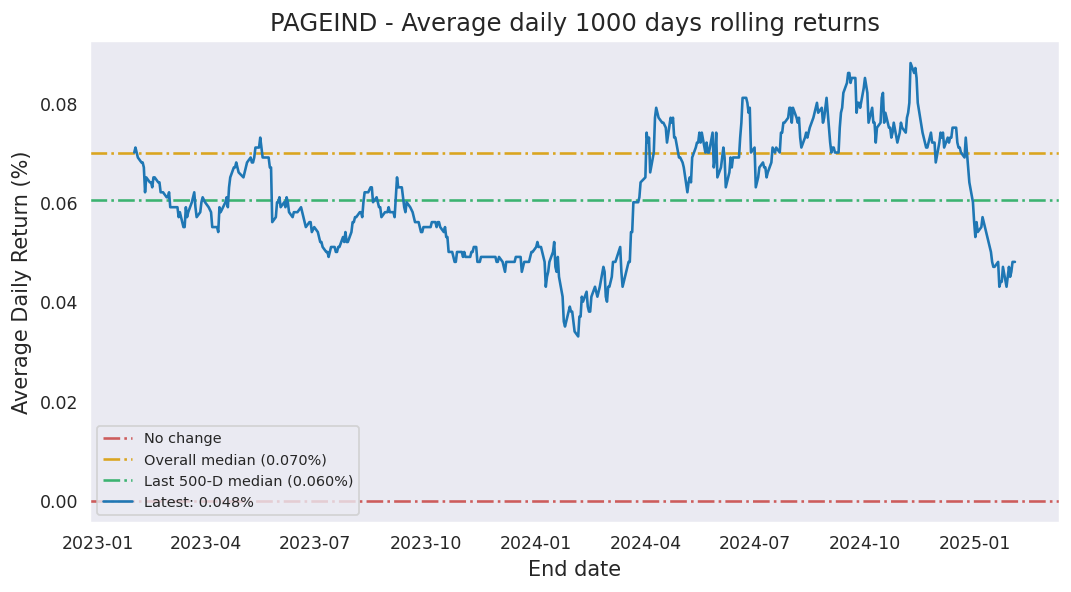 PAGEIND - Average daily 1000 days rolling returns
Average Daily Return (%)
0.08
0.06
0.04
0.02
0.00
No change
Overall median (0.070%)
Last 500-D median (0.060%)
Latest: 0.048%
2023-01 2023-04 2023-07 2023-10 2024-01 2024-04 2024-07 2024-10 2025-01
End date